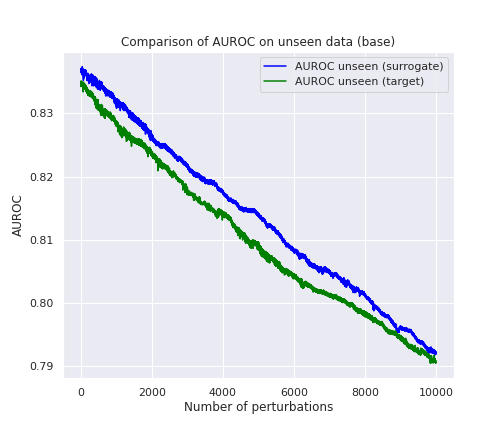 Comparison of AUROC on unseen data (base)
AUROC unseen (surrogate)
AUROC unseen (target)
AUROC
0.83
0.82
0.81
0.80
0.79
0 2000 4000 6000 8000 10000
Number of perturbations